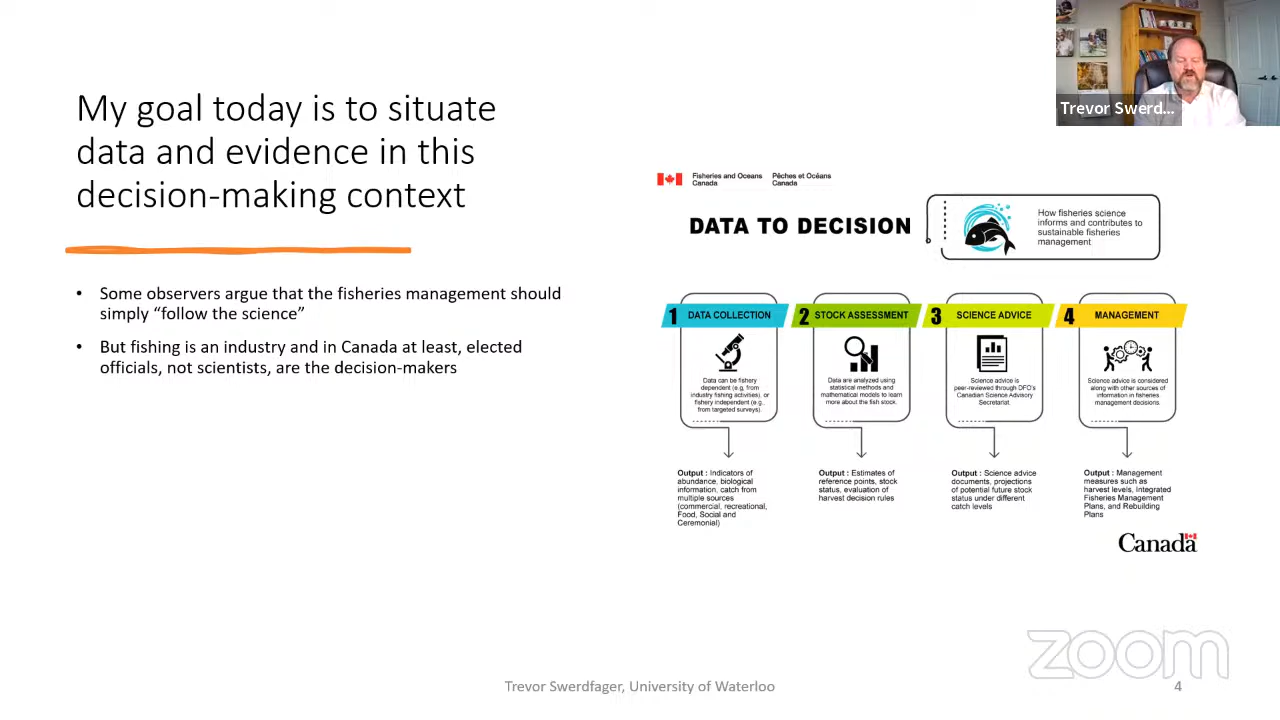 My goal today is to situate
data and evidence in this
decision-making context
• Some observers argue that the fisheries management should
simply “follow the science”
• But fishing is an industry and in Canada at least, elected
officials, not scientists, are the decision-makers
Trevor Swerd...
Fisheries and Oceans
Canada
Pêches et Océans
Canada
DATA TO DECISION
How fisheries science
informs and contributes to
sustainable fisheries
management
1 DATA COLLECTION
Data can be fishery
dependent (e.g, from
industry fishing activities), or
fishery independent (e.g.,
from targeted surveys).
Output : Indicators of
abundance, biological
information, catch from
multiple sources
(commercial, recreational,
Food, Social and
Ceremonial)
2 STOCK ASSESSMENT
Data are analyzed using
statistical methods and
mathematical models to learn
more about the fish stock.
Output : Estimates of
reference points, stock
status, evaluation of
harvest decision rules
3 SCIENCE ADVICE
Science advice is
peer-reviewed through DFO's
Canadian Science Advisory
Secretariat.
Output : Science advice
documents, projections
of potential future stock
status under different
catch levels
4 MANAGEMENT
Science advice is considered
along with other sources of
information in fisheries
management decisions.
Output : Management
measures such as
harvest levels, Integrated
Fisheries Management
Plans, and Rebuilding
Plans
Canada
zoom
Trevor Swerdfager, University of Waterloo
4